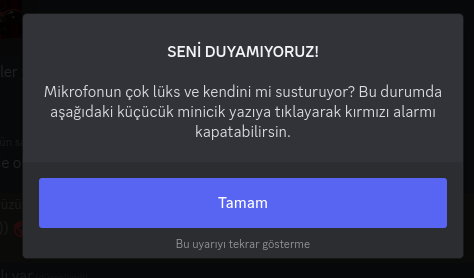 SENİ DUYAMIYORUZ!
Mikrofonun çok lüks ve kendini mi susturuyor? Bu durumda
aşağıdaki küçücük minicik yazıya tıklayarak kırmızı alarmı
kapatabilirsin.
Tamam
Bu uyarıyı tekrar gösterme